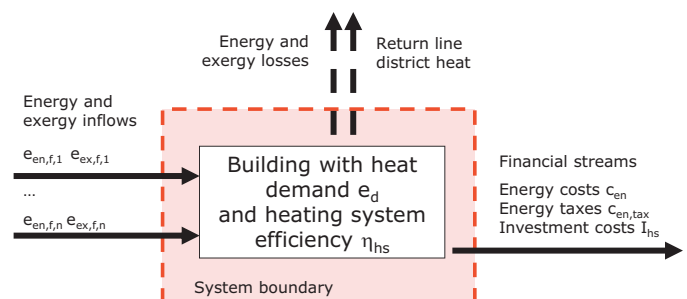 Energy and
exergy losses
Return line
district heat
Energy and
exergy inflows
e_en,f,1 e_ex,f,1
...
e_en,f,n e_ex,f,n
Building with heat
demand e_d
and heating system
efficiency η_hs
System boundary
Financial streams
Energy costs c_en
Energy taxes c_en,tax
Investment costs I_hs